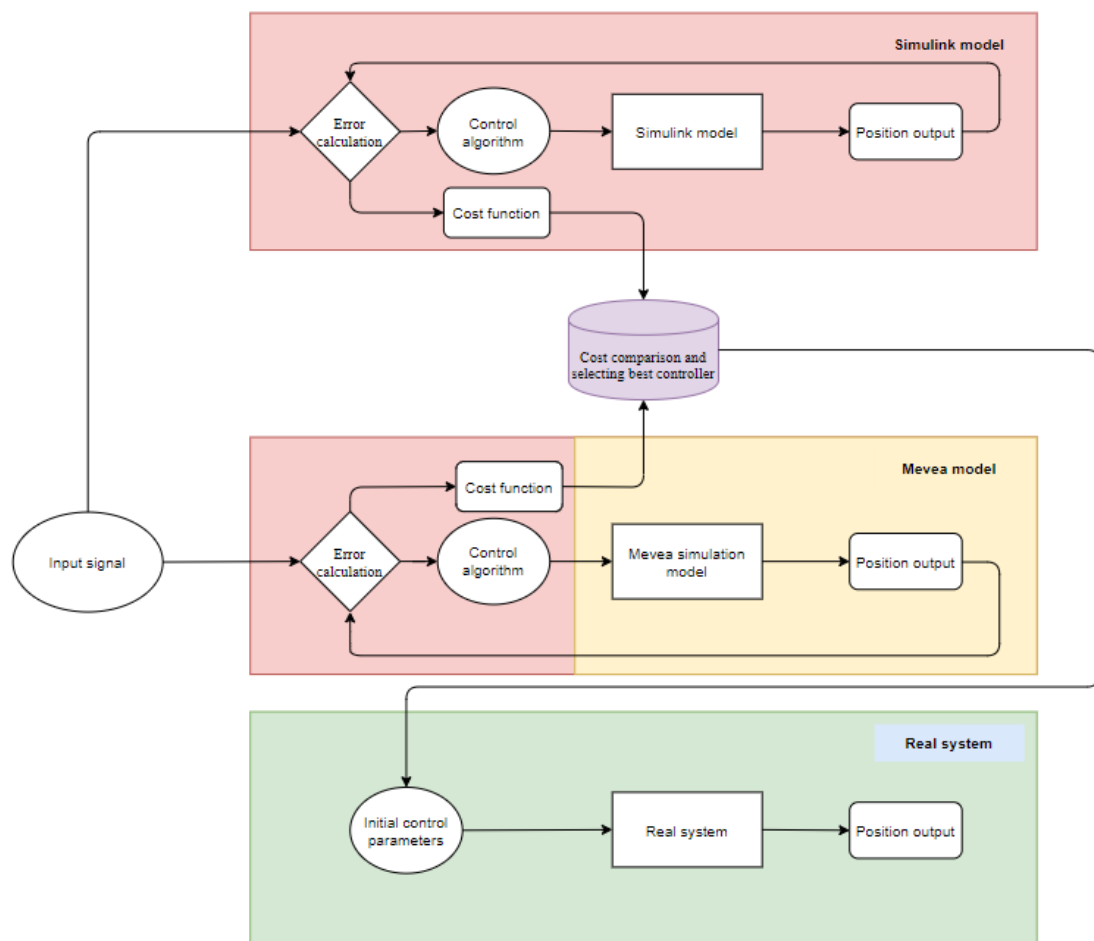 Simulink model
Error
calculation
Control
algorithm
Simulink model
Position output
Cost function
Cost comparison and
selecting best controller
Mevea model
Cost function
Input signal
Error
calculation
Control
algorithm
Mevea simulation
model
Position output
Real system
Initial control
parameters
Real system
Position output